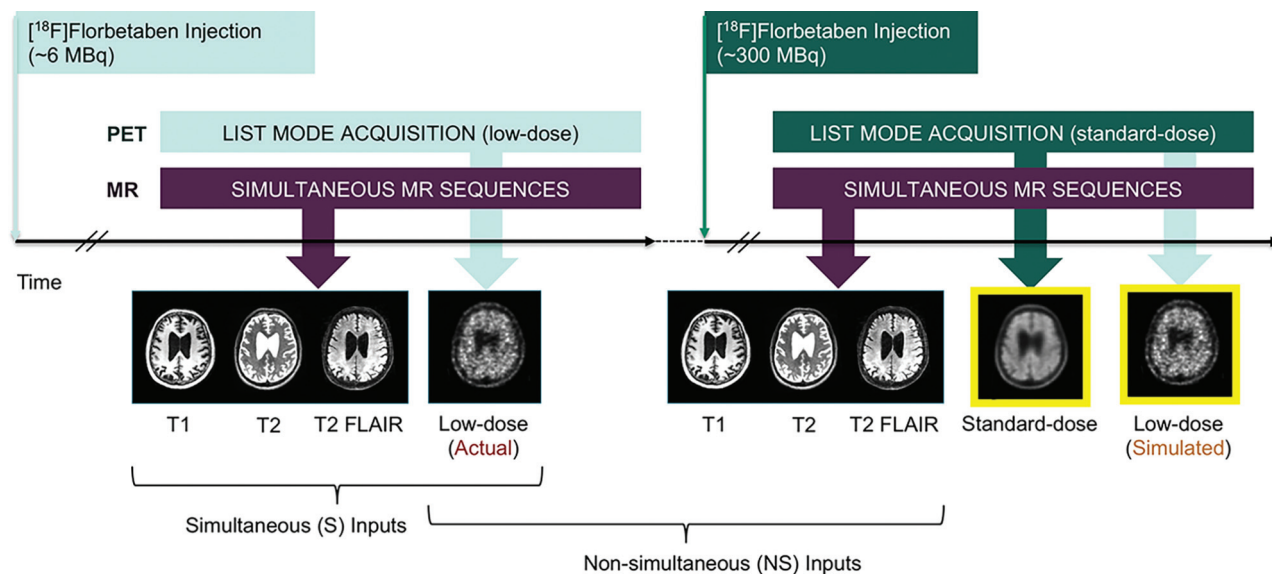 [¹⁸F]Florbetaben Injection
(~6 MBq)
[¹⁸F]Florbetaben Injection
(~300 MBq)
PET
LIST MODE ACQUISITION (low-dose)
LIST MODE ACQUISITION (standard-dose)
MR
SIMULTANEOUS MR SEQUENCES
SIMULTANEOUS MR SEQUENCES
Time
T1
T2
T2 FLAIR
Low-dose
(Actual)
T1
T2
T2 FLAIR
Standard-dose
Low-dose
(Simulated)
Simultaneous (S) Inputs
Non-simultaneous (NS) Inputs